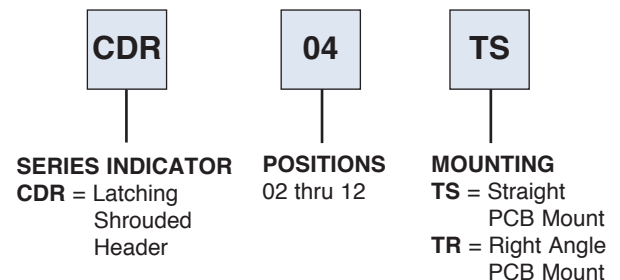 CDR 04 TS
SERIES INDICATOR
CDR = Latching
Shrouded
Header
POSITIONS
02 thru 12
MOUNTING
TS = Straight
PCB Mount
TR = Right Angle
PCB Mount